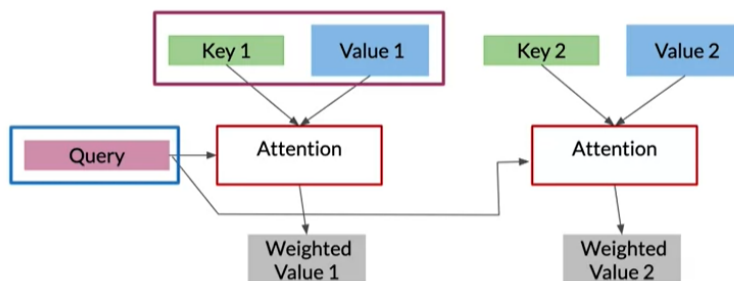 Key 1
Value 1
Key 2
Value 2
Query
Attention
Attention
Weighted
Value 1
Weighted
Value 2